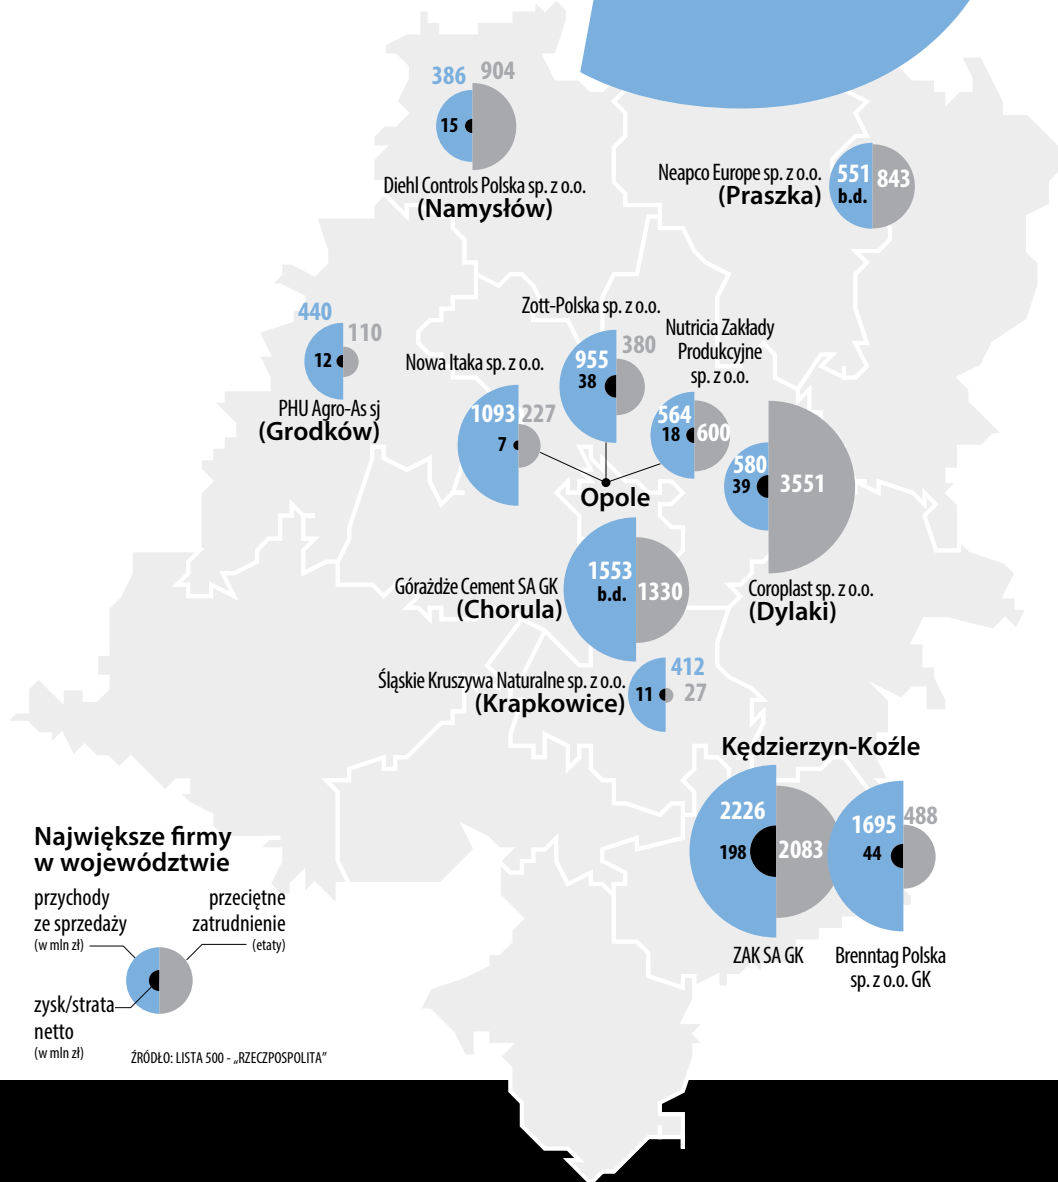 386
904
15
Diehl Controls Polska sp. z o.o.
(Namysłów)
Neapco Europe sp. z o.o.
(Praszka)
551
843
b.d.
440
110
12
PHU Agro-As sj
(Grodków)
Zott-Polska sp. z o.o.
955
380
38
Nowa Itaka sp. z o.o.
1093
227
7
Nutricia Zakłady
Produkcyjne
sp. z o.o.
564
600
18
Opole
580
3551
39
Coroplast sp. z o.o.
(Dylaki)
Górażdże Cement SA GK
(Chorula)
1553
1330
b.d.
Śląskie Kruszywa Naturalne sp. z o.o.
(Krapkowice)
412
11
27
Kędzierzyn-Koźle
2226
2083
198
ZAK SA GK
1695
488
44
Brenntag Polska
sp. z o.o. GK
Największe firmy
w województwie
przychody
ze sprzedaży
(w mln zł)
przeciętne
zatrudnienie
(etaty)
zysk/strata
netto
(w mln zł)
ŹRÓDŁO: LISTA 500 - „RZECZPOSPOLITA”